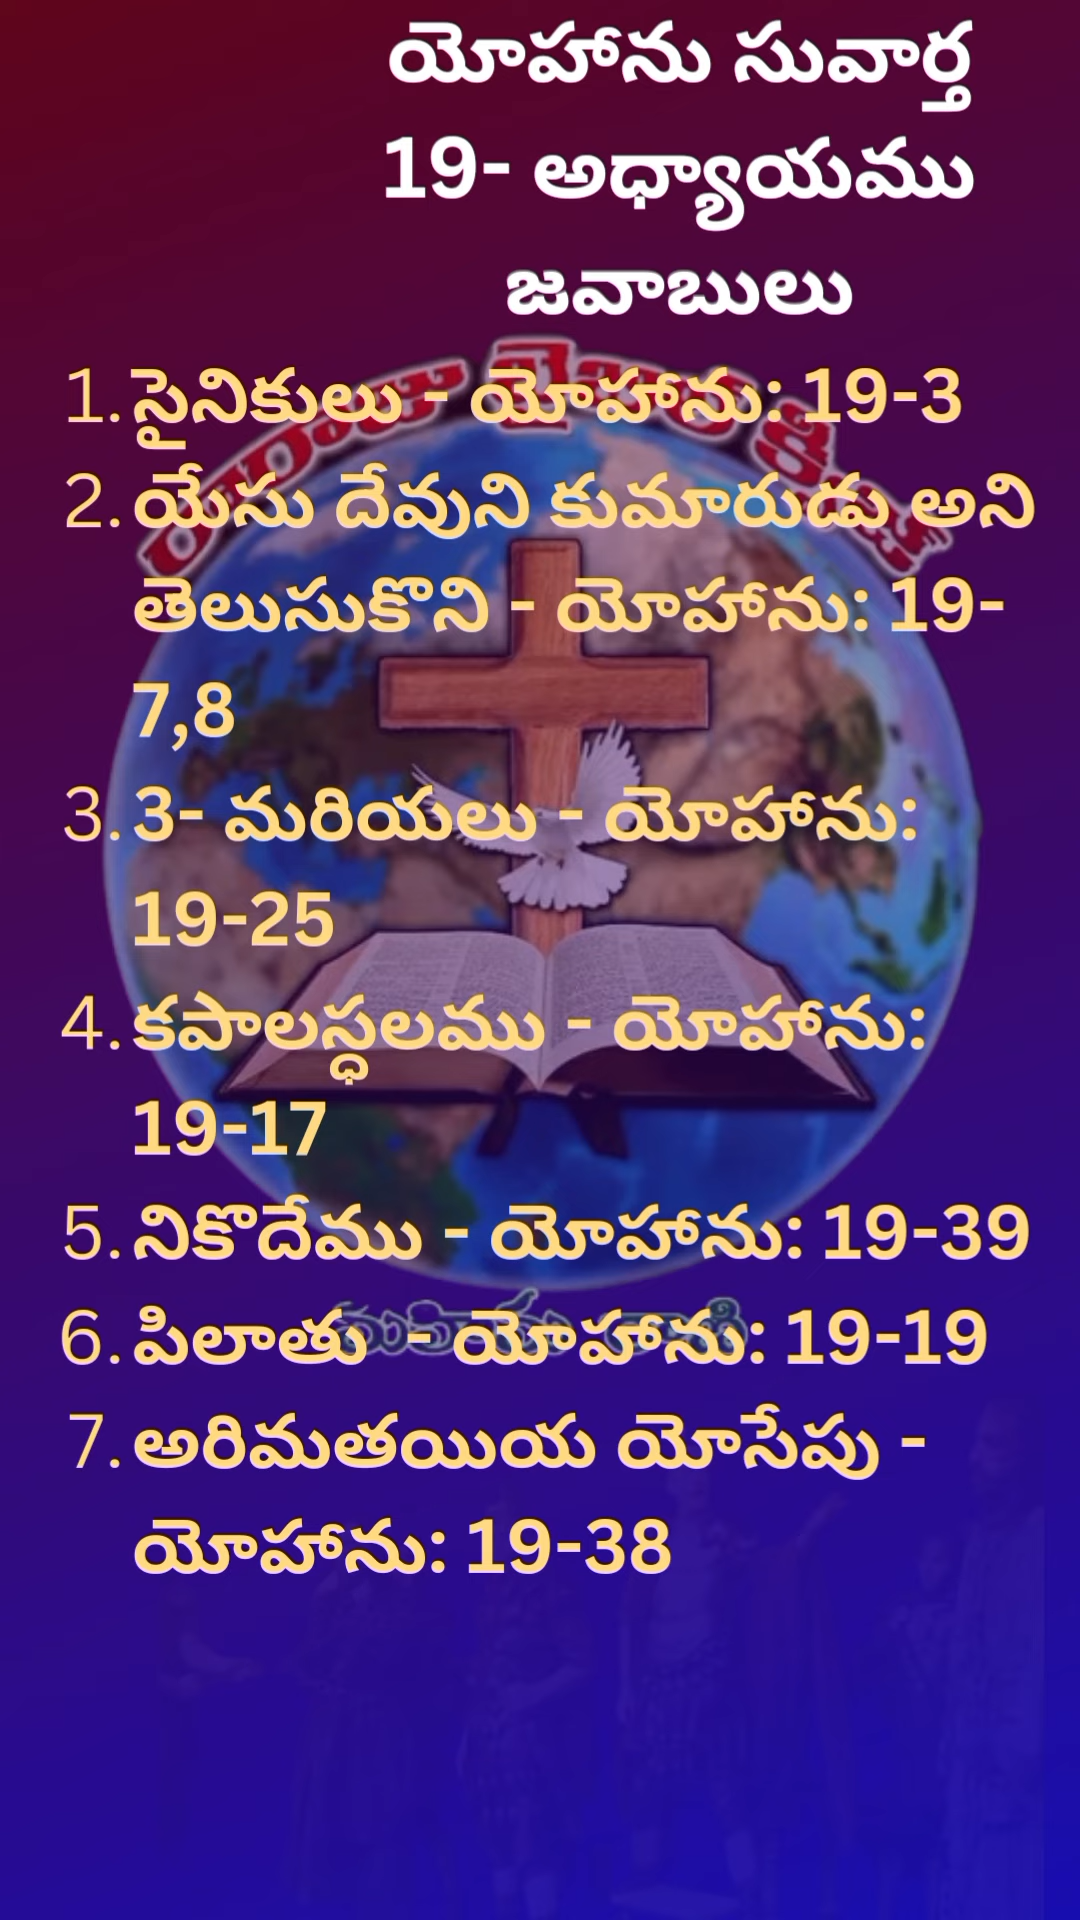 యోహాను సువార్త
19- అధ్యాయము
జవాబులు
1. సైనికులు - యోహాను: 19-3
2. యేసు దేవుని కుమారుడు అని
తెలుసుకొని - యోహాను: 19-
7,8
3. 3- మరియలు - యోహాను:
19-25
4. కపాలస్ధలము - యోహాను:
19-17
5. నికొదేము - యోహాను: 19-39
6. పిలాతు - యోహాను: 19-19
7. అరిమతయియ యోసేపు -
యోహాను: 19-38